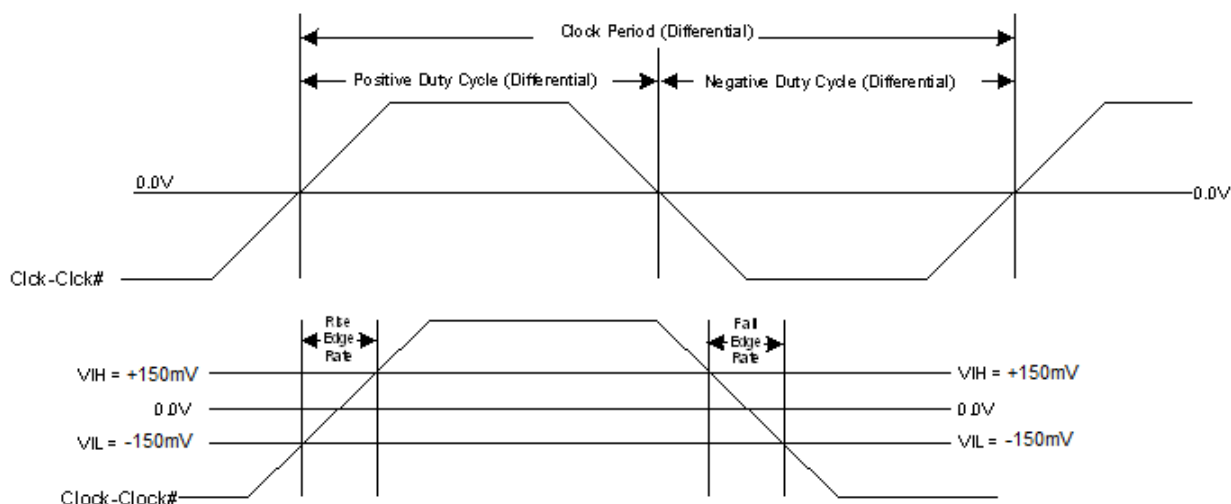 Clock Period (Differential)
Positive Duty Cycle (Differential)
Negative Duty Cycle (Differential)
0.0V
0.0V
Clck-Clck#
Rise
Edge
Rate
Fall
Edge
Rate
VIH = +150mV
VIH = +150mV
0.0V
0.0V
VIL = -150mV
VIL = -150mV
Clock-Clock#